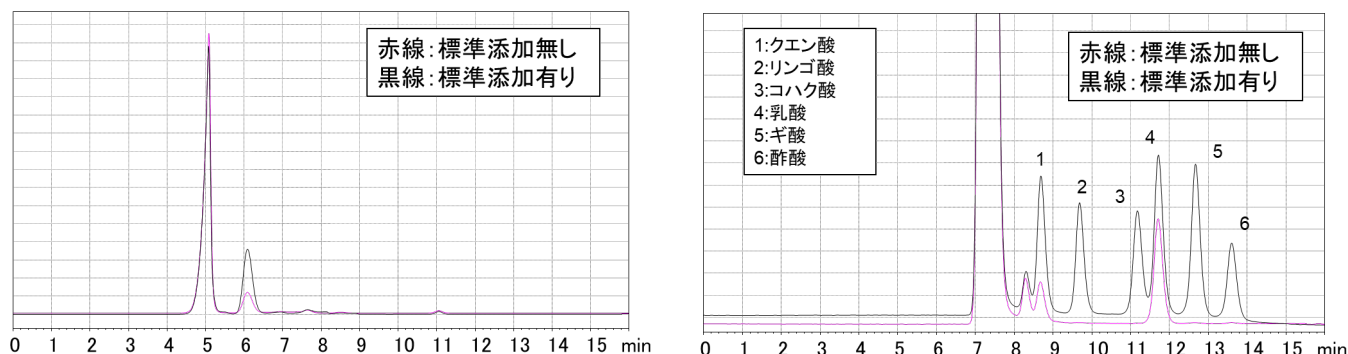 赤線:標準添加無し
黒線:標準添加有り
0 1 2 3 4 5 6 7 8 9 10 11 12 13 14 15 min
1:クエン酸
2:リンゴ酸
3:コハク酸
4:乳酸
5:ギ酸
6:酢酸
赤線:標準添加無し
黒線:標準添加有り
1
2
3
4
5
6
0 1 2 3 4 5 6 7 8 9 10 11 12 13 14 15 min